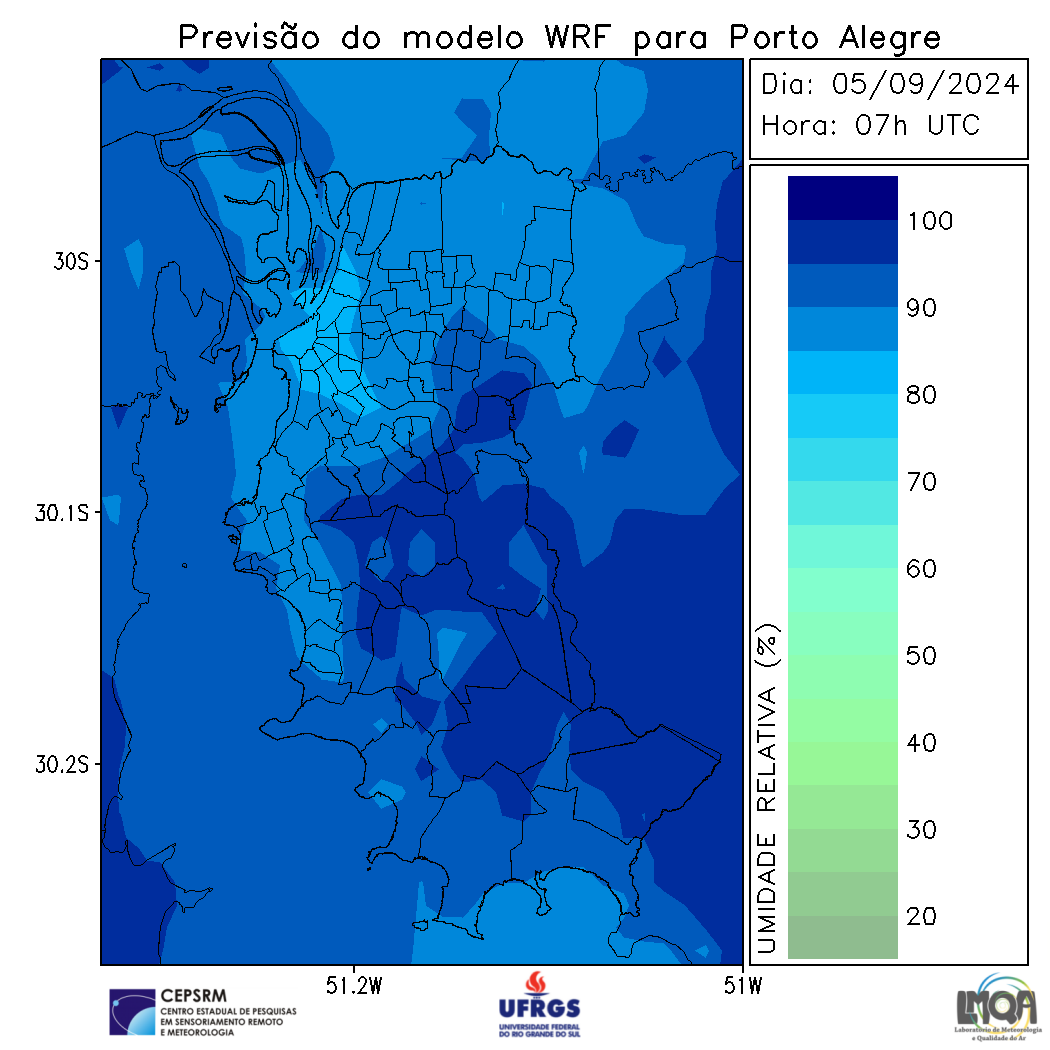 Previsão do modelo WRF para Porto Alegre
Dia: 05/09/2024
Hora: 07h UTC
30S
30.1S
30.2S
51.2W
51W
UMIDADE RELATIVA (%)
100
90
80
70
60
50
40
30
20
CEPSRM
CENTRO ESTADUAL DE PESQUISAS
EM SENSORIAMENTO REMOTO
E METEOROLOGIA
UFRGS
UNIVERSIDADE FEDERAL
DO RIO GRANDE DO SUL
LMQA
Laboratório de Meteorologia
e Qualidade do Ar